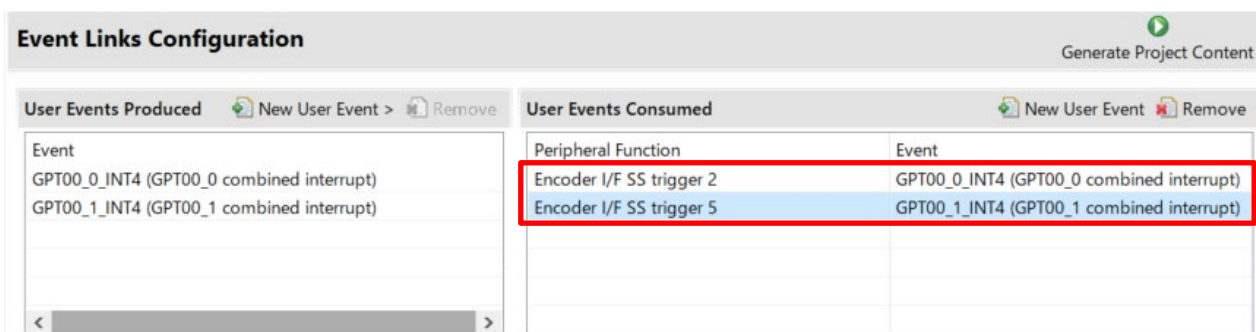 Event Links Configuration
Generate Project Content
User Events Produced New User Event > Remove
Event
GPT00_0_INT4 (GPT00_0 combined interrupt)
GPT00_1_INT4 (GPT00_1 combined interrupt)
User Events Consumed New User Event Remove
Peripheral Function Event
Encoder I/F SS trigger 2 GPT00_0_INT4 (GPT00_0 combined interrupt)
Encoder I/F SS trigger 5 GPT00_1_INT4 (GPT00_1 combined interrupt)